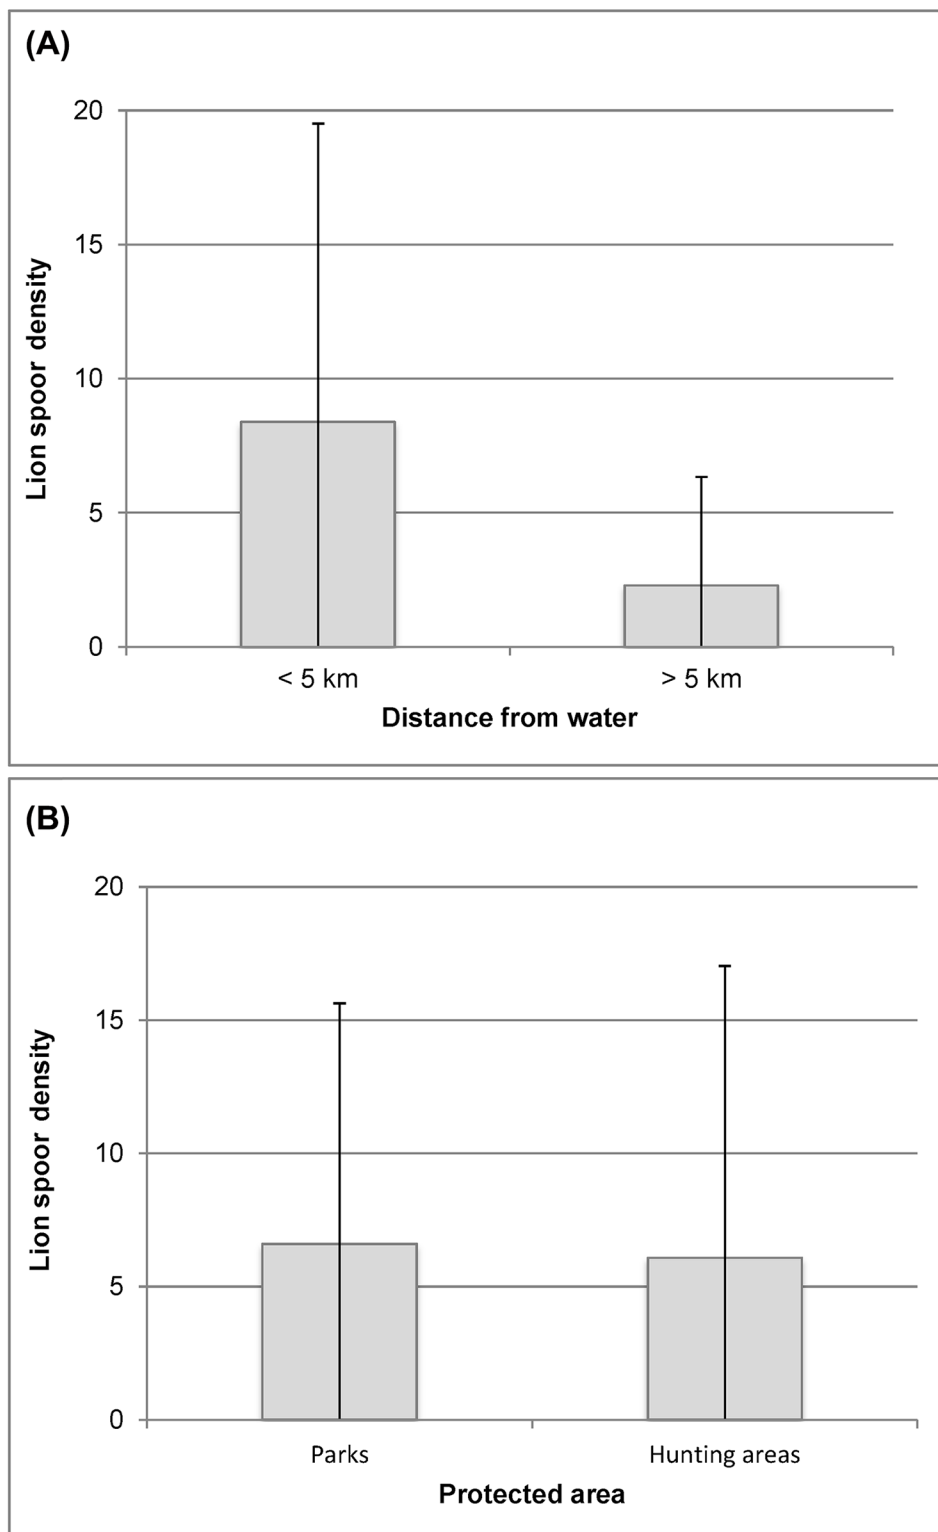 (A)
20
15
10
5
0
Lion spoor density
< 5 km
> 5 km
Distance from water
(B)
20
15
10
5
0
Lion spoor density
Parks
Hunting areas
Protected area